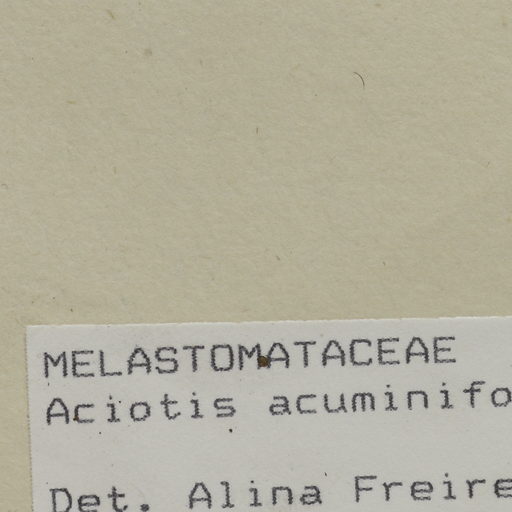 MELASTOMATACEAE
Aciotis acuminifo
Det. Alina Freire